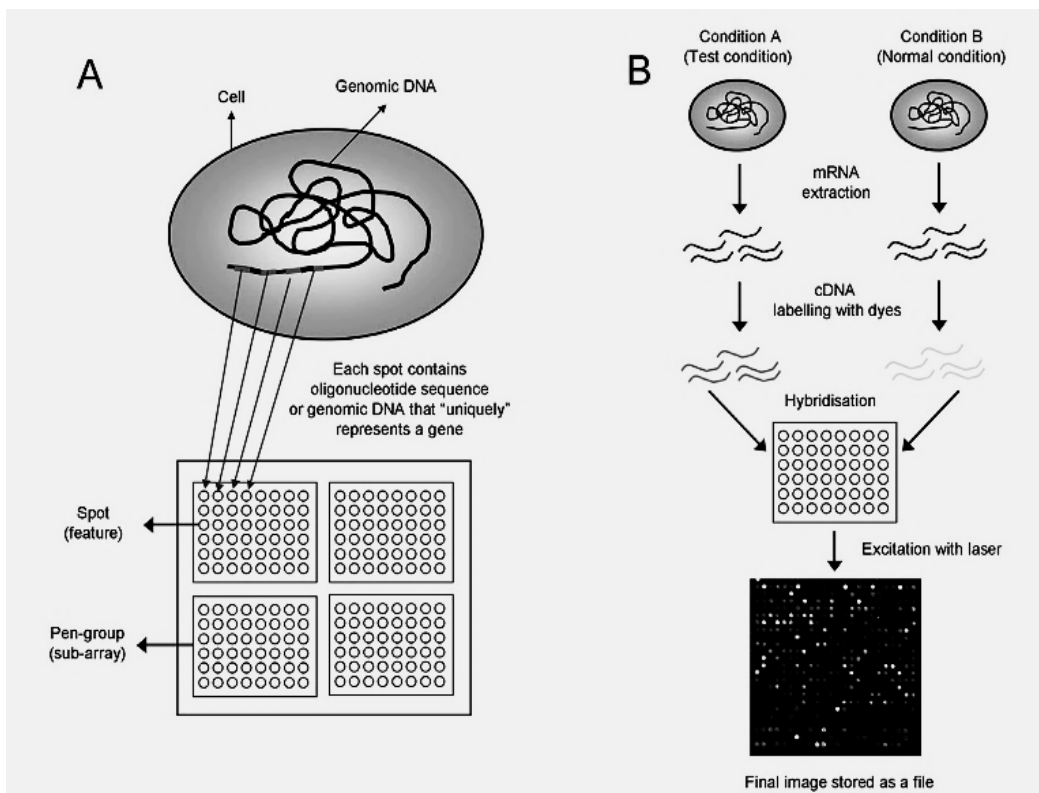 A
Cell
Genomic DNA
Each spot contains
oligonucleotide sequence
or genomic DNA that "uniquely"
represents a gene
Spot
(feature)
Pen-group
(sub-array)
B
Condition A
(Test condition)
Condition B
(Normal condition)
mRNA
extraction
cDNA
labelling with dyes
Hybridisation
Excitation with laser
Final image stored as a file